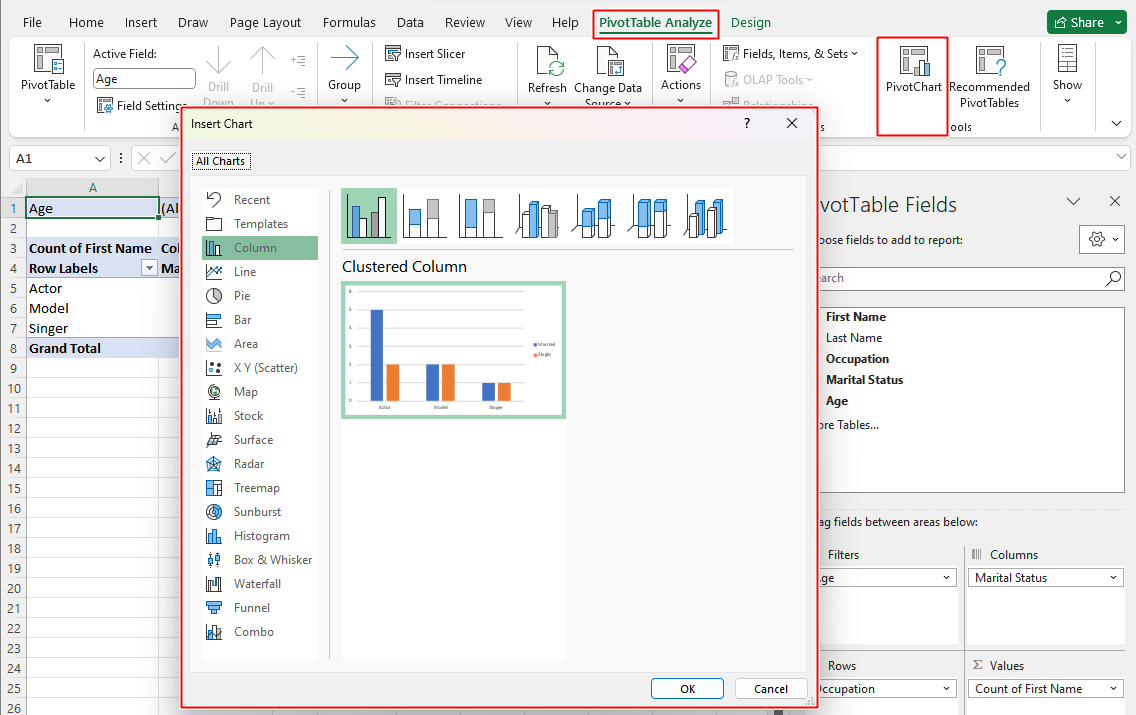 File Home Insert Draw Page Layout Formulas Data Review View Help PivotTable Analyze Design Share
PivotTable
Active Field:
Age
Field Settings
Drill
Down
Drill
Up
Group
Insert Slicer
Insert Timeline
Filter Connections
Refresh
Change Data
Source
Actions
Fields, Items, & Sets
OLAP Tools
Relationships
PivotChart
Recommended
PivotTables
Show
A
s
ools
A1
Insert Chart
?
All Charts
Recent
Templates
Column
Line
Pie
Bar
Area
X Y (Scatter)
Map
Stock
Surface
Radar
Treemap
Sunburst
Histogram
Box & Whisker
Waterfall
Funnel
Combo
Clustered Column
6
5
4
3
2
1
0
Actor Model Singer
Married
Single
OK Cancel
A
1 Age (Al
2
3 Count of First Name Col
4 Row Labels Ma
5 Actor
6 Model
7 Singer
8 Grand Total
9
10
11
12
13
14
15
16
17
18
19
20
21
22
23
24
25
26
ivotTable Fields
oose fields to add to report:
earch
First Name
Last Name
Occupation
Marital Status
Age
ore Tables...
ag fields between areas below:
Filters
ge
Columns
Marital Status
Rows
ccupation
Σ Values
Count of First Name